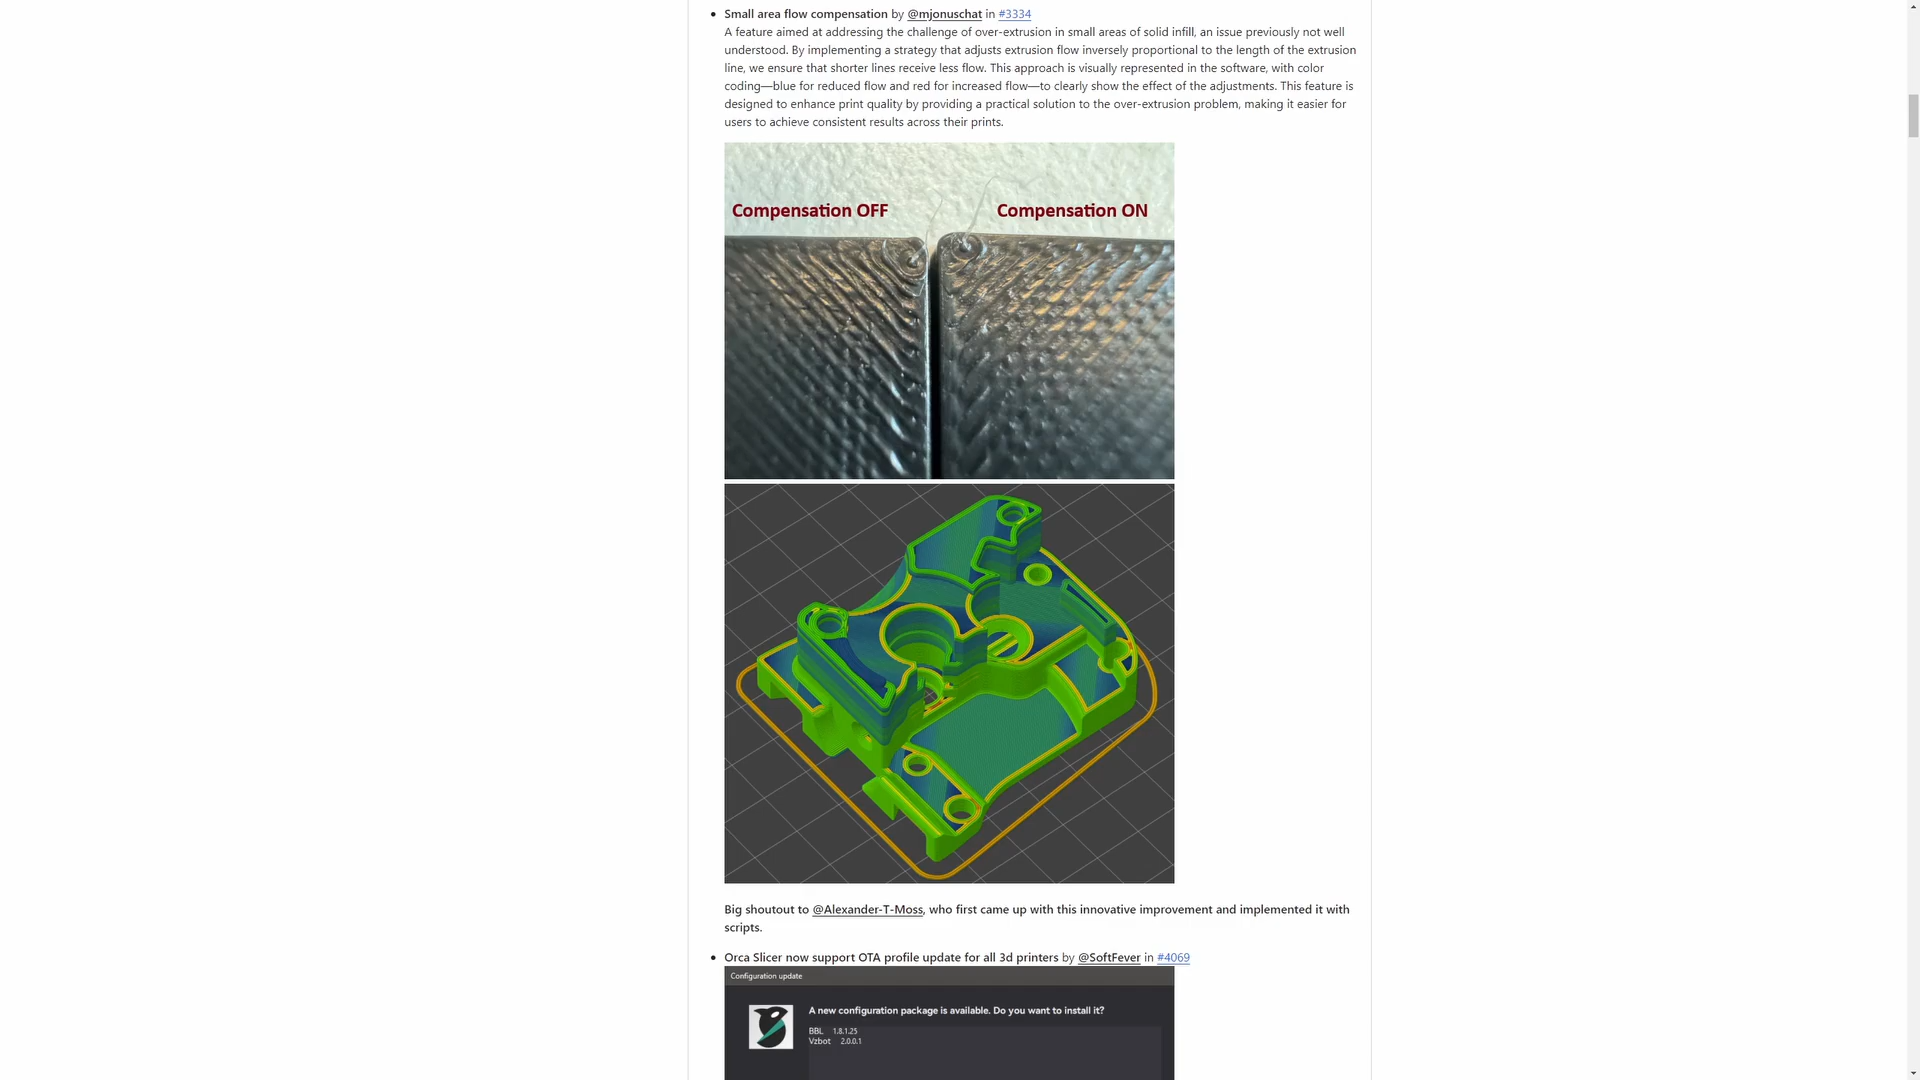 Small area flow compensation by @mjonuschat in #3334
A feature aimed at addressing the challenge of over-extrusion in small areas of solid infill, an issue previously not well
understood. By implementing a strategy that adjusts extrusion flow inversely proportional to the length of the extrusion
line, we ensure that shorter lines receive less flow. This approach is visually represented in the software, with color
coding—blue for reduced flow and red for increased flow—to clearly show the effect of the adjustments. This feature is
designed to enhance print quality by providing a practical solution to the over-extrusion problem, making it easier for
users to achieve consistent results across their prints.
Compensation OFF
Compensation ON
Big shoutout to @Alexander-T-Moss, who first came up with this innovative improvement and implemented it with
scripts.
Orca Slicer now support OTA profile update for all 3d printers by @SoftFever in #4069
Configuration update
A new configuration package is available. Do you want to install it?
BBL 1.8.1.25
Vzbot 2.0.0.1